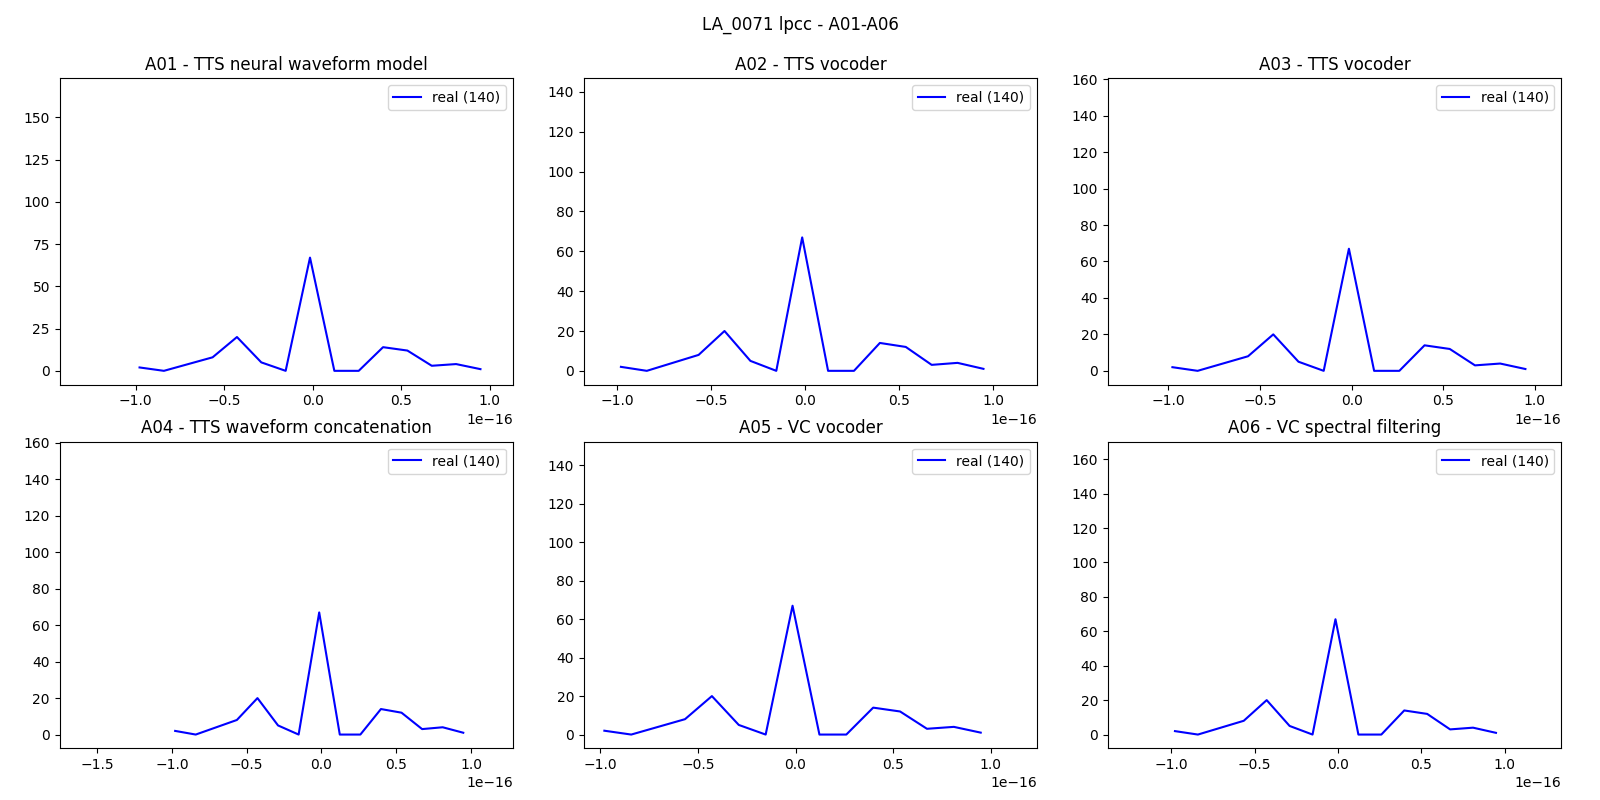 LA_0071 lpcc - A01-A06
A01 - TTS neural waveform model
real (140)
150
125
100
75
50
25
0
−1.0 −0.5 0.0 0.5 1.0
1e−16
A02 - TTS vocoder
real (140)
140
120
100
80
60
40
20
0
−1.0 −0.5 0.0 0.5 1.0
1e−16
A03 - TTS vocoder
real (140)
160
140
120
100
80
60
40
20
0
−1.0 −0.5 0.0 0.5 1.0
1e−16
A04 - TTS waveform concatenation
real (140)
160
140
120
100
80
60
40
20
0
−1.5 −1.0 −0.5 0.0 0.5 1.0
1e−16
A05 - VC vocoder
real (140)
140
120
100
80
60
40
20
0
−1.0 −0.5 0.0 0.5 1.0
1e−16
A06 - VC spectral filtering
real (140)
160
140
120
100
80
60
40
20
0
−1.0 −0.5 0.0 0.5 1.0
1e−16